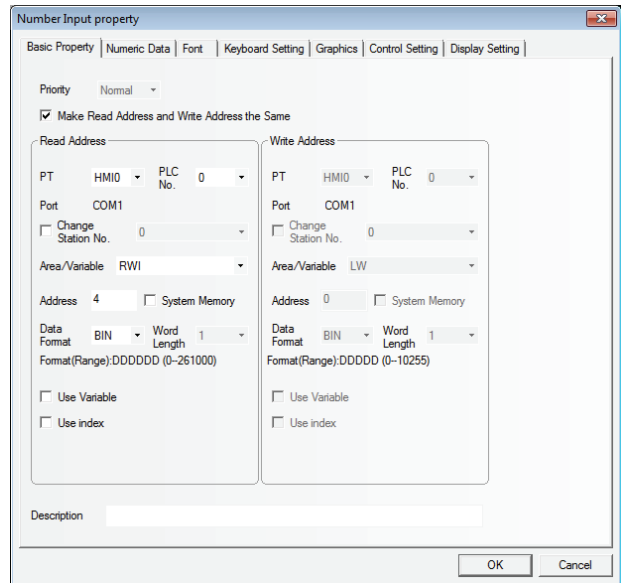 Number Input property
Basic Property Numeric Data Font Keyboard Setting Graphics Control Setting Display Setting
Priority Normal
Make Read Address and Write Address the Same
Read Address
PT HMI0 PLC No. 0
Port COM1
Change Station No. 0
Area/Variable RWI
Address 4 System Memory
Data Format BIN Word Length 1
Format(Range):DDDDDD (0--261000)
Use Variable
Use index
Write Address
PT HMI0 PLC No. 0
Port COM1
Change Station No. 0
Area/Variable LW
Address 0 System Memory
Data Format BIN Word Length 1
Format(Range):DDDDD (0--10255)
Use Variable
Use index
Description
OK Cancel